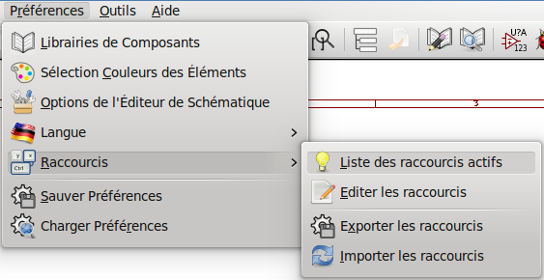 Préférences Outils Aide
Librairies de Composants
Sélection Couleurs des Éléments
Options de l'Éditeur de Schématique
Langue
Raccourcis
Sauver Préférences
Charger Préférences
Liste des raccourcis actifs
Editer les raccourcis
Exporter les raccourcis
Importer les raccourcis
U?A
123
3
y x
Ctrl